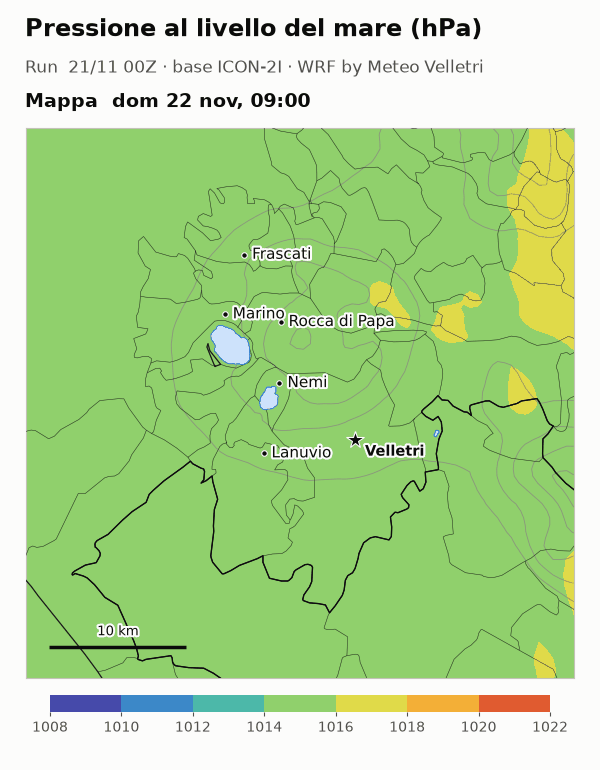 Pressione al livello del mare (hPa)
Run  21/11 00Z · base ICON-2I · WRF by Meteo Velletri
Mappa  dom 22 nov, 09:00
Frascati
Marino
Rocca di Papa
Nemi
Velletri
Lanuvio
10 km
1008 1010 1012 1014 1016 1018 1020 1022